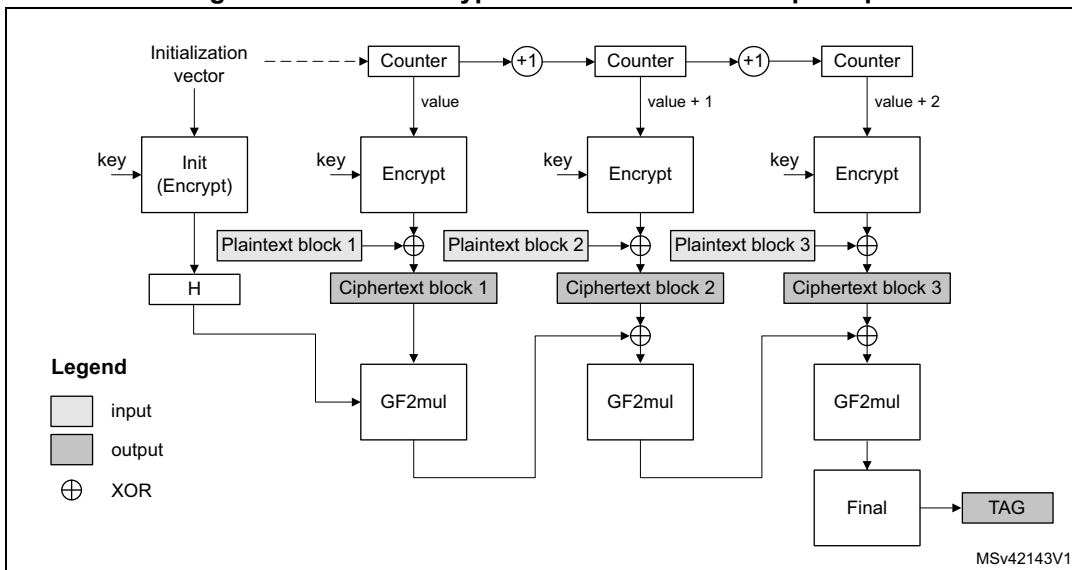 Initialization
vector
Counter
+1
Counter
+1
Counter
value
value + 1
value + 2
key
Init
(Encrypt)
key
Encrypt
key
Encrypt
key
Encrypt
Plaintext block 1
Plaintext block 2
Plaintext block 3
H
Ciphertext block 1
Ciphertext block 2
Ciphertext block 3
Legend
input
output
XOR
GF2mul
GF2mul
GF2mul
Final
TAG
MSv42143V1